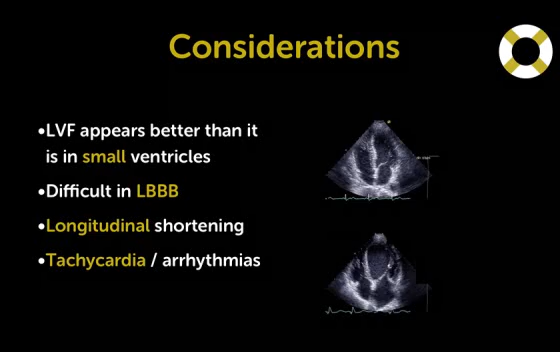 Considerations
•LVF appears better than it
is in small ventricles
•Difficult in LBBB
•Longitudinal shortening
•Tachycardia / arrhythmias